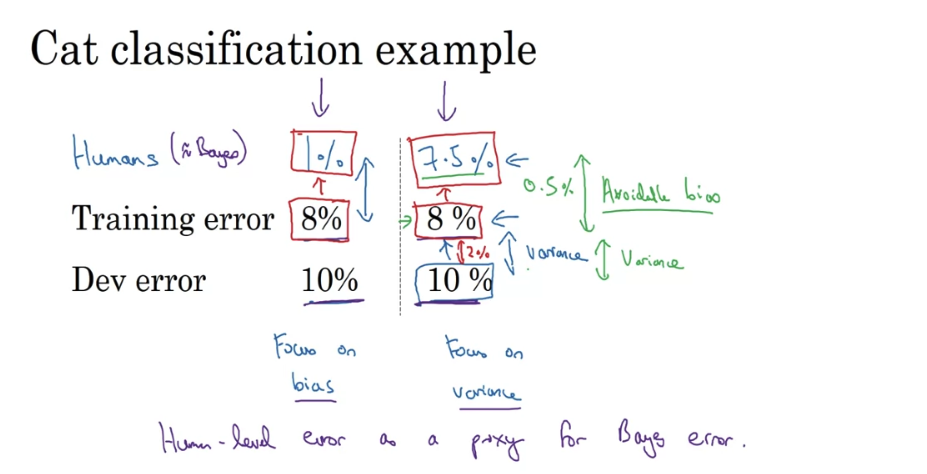 Cat classification example
Humans (≈ Bayes) 1% 7.5%
0.5% Avoidable bias
Training error 8% 8 %
2% Variance Variance
Dev error 10% 10 %
Focus on Focus on
bias variance
Human-level error as a proxy for Bayes error.